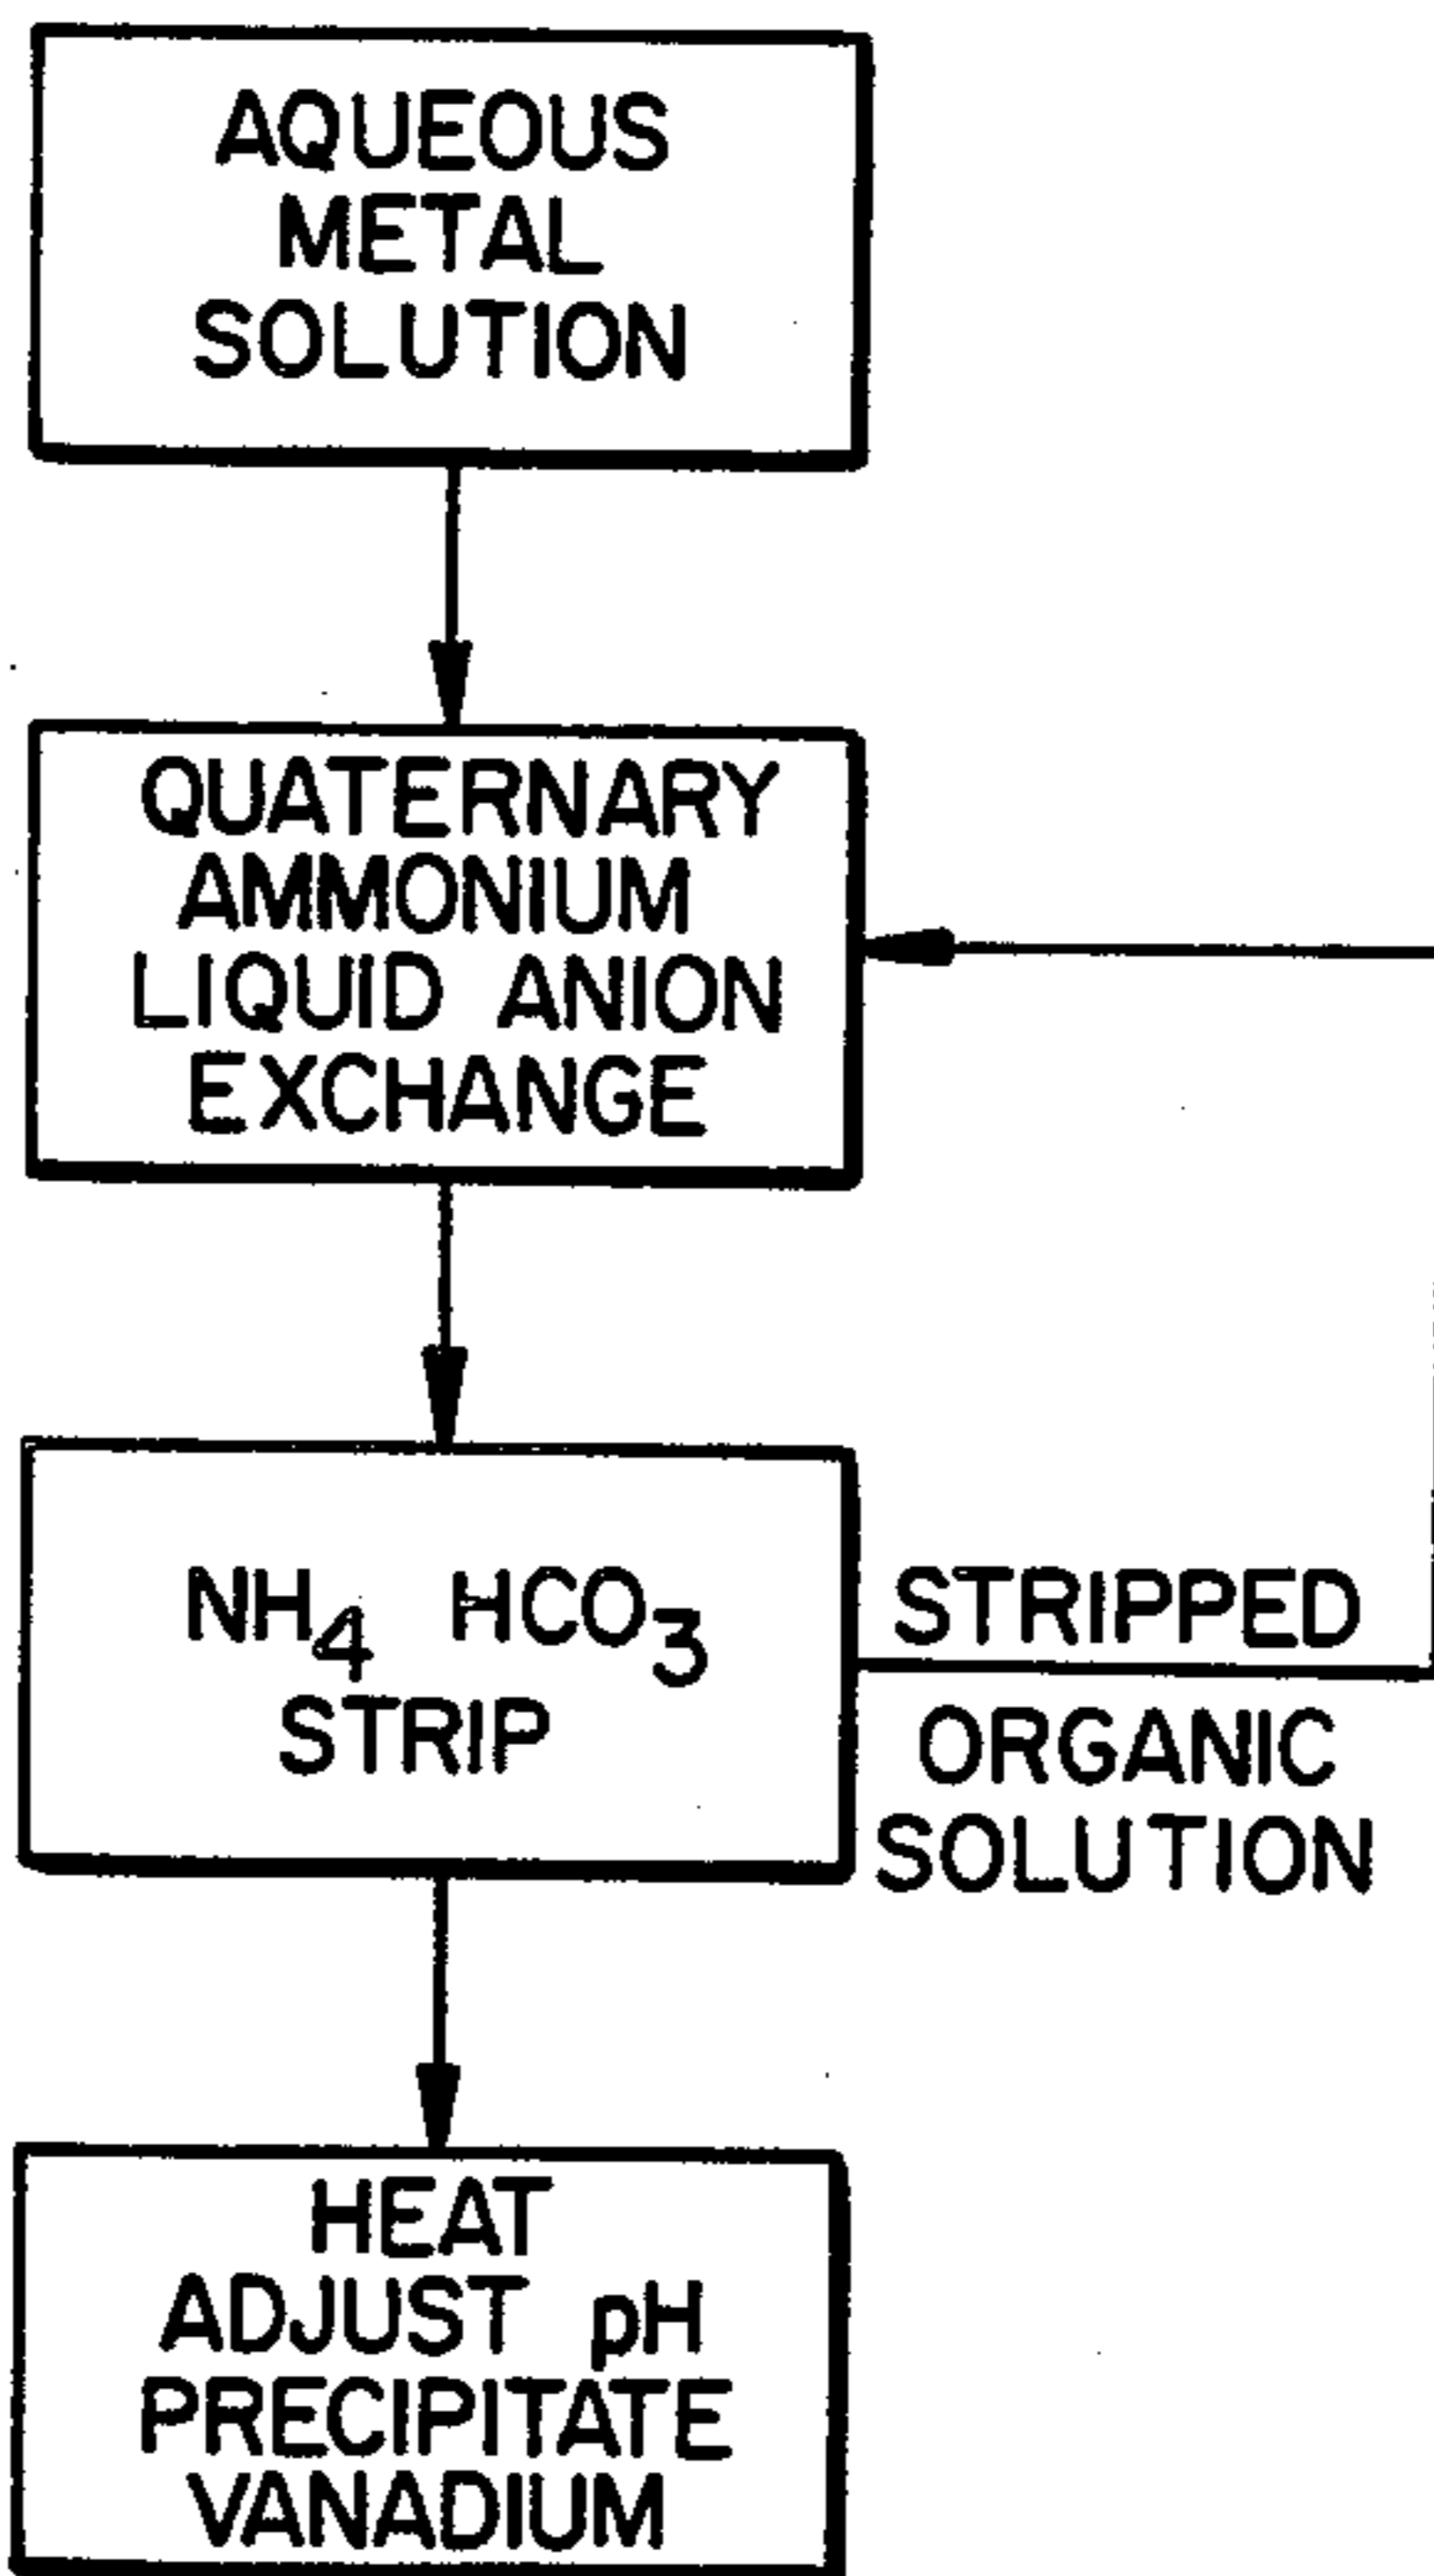 AQUEOUS
METAL
SOLUTION
QUATERNARY
AMMONIUM
LIQUID ANION
EXCHANGE
NH₄ HCO₃
STRIP
STRIPPED
ORGANIC
SOLUTION
HEAT
ADJUST pH
PRECIPITATE
VANADIUM